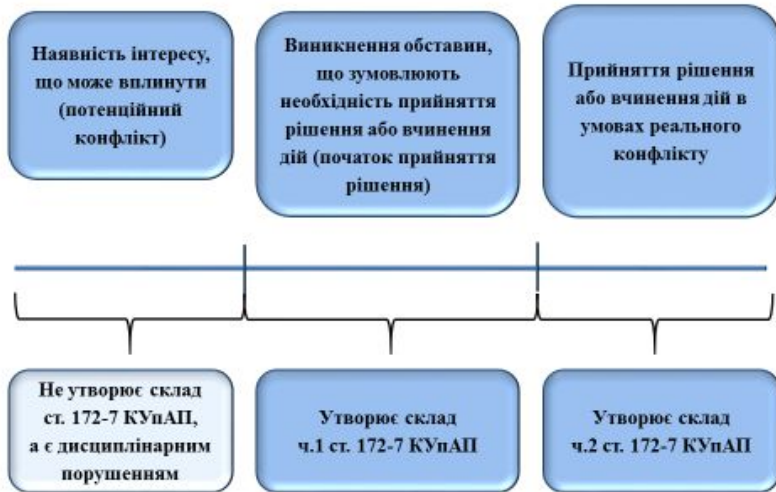 Наявність інтересу,
що може вплинути
(потенційний
конфлікт)
Виникнення обставин,
що зумовлюють
необхідність прийняття
рішення або вчинення
дій (початок прийняття
рішення)
Прийняття рішення
або вчинення дій в
умовах реального
конфлікту
Не утворює склад
ст. 172-7 КУпАП,
а є дисциплінарним
порушенням
Утворює склад
ч.1 ст. 172-7 КУпАП
Утворює склад
ч.2 ст. 172-7 КУпАП